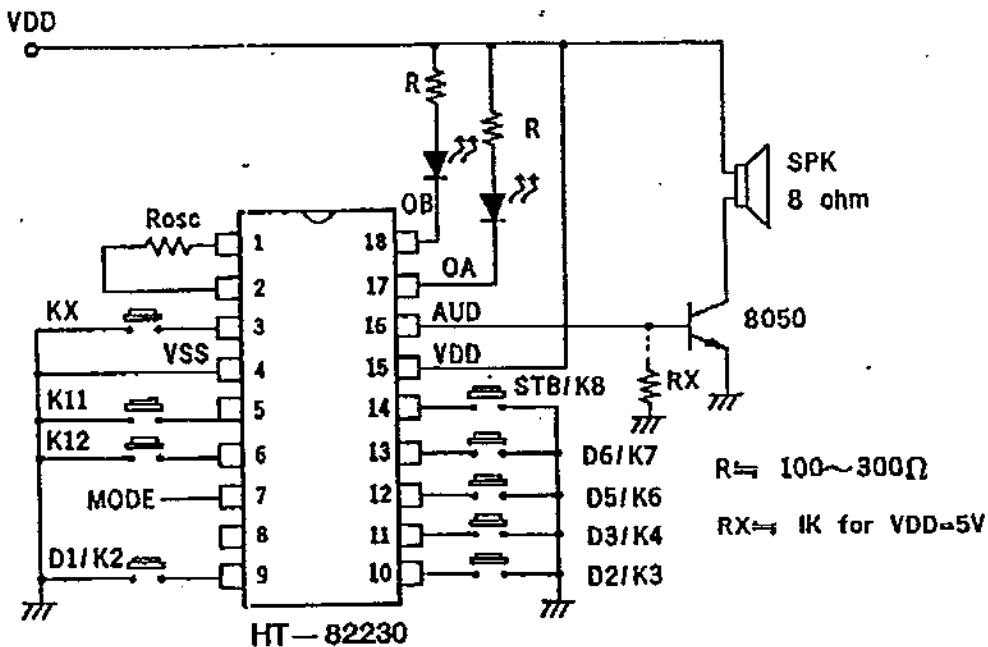 VDD
R
R
SPK
8 ohm
OB
Rosc
1
18
OA
2
17
KX
AUD
3
16
8050
VSS
VDD
4
15
RX
STB/K8
K11
5
14
K12
6
13
D6/K7
R≒ 100~300Ω
MODE
7
12
D5/K6
8
11
D3/K4
RX≒ 1K for VDD=5V
D1/K2
9
10
D2/K3
HT-82230